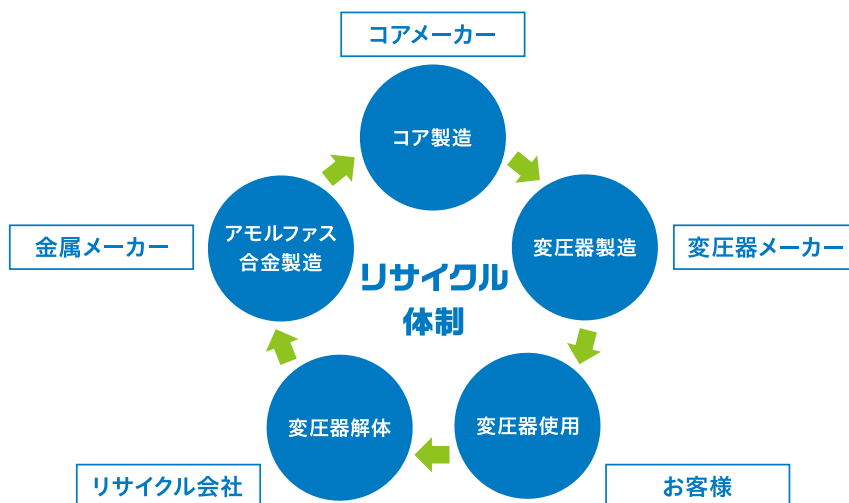 コアメーカー
コア製造
金属メーカー
アモルファス
合金製造
変圧器製造
変圧器メーカー
リサイクル
体制
変圧器解体
変圧器使用
リサイクル会社
お客様